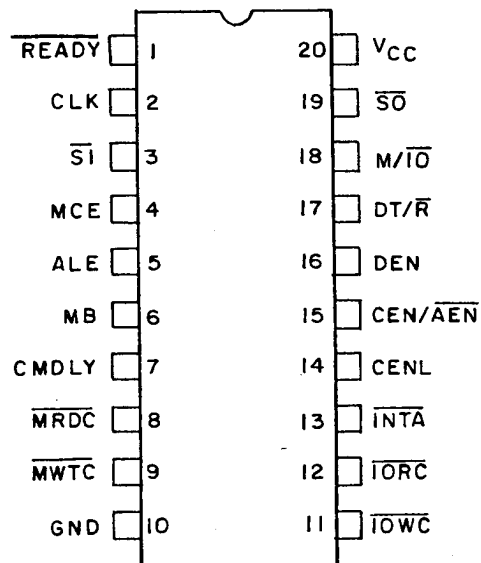 READY 1 20 VCC
CLK 2 19 S0
S1 3 18 M/IO
MCE 4 17 DT/R
ALE 5 16 DEN
MB 6 15 CEN/AEN
CMDLY 7 14 CENL
MRDC 8 13 INTA
MWTC 9 12 IORC
GND 10 11 IOWC